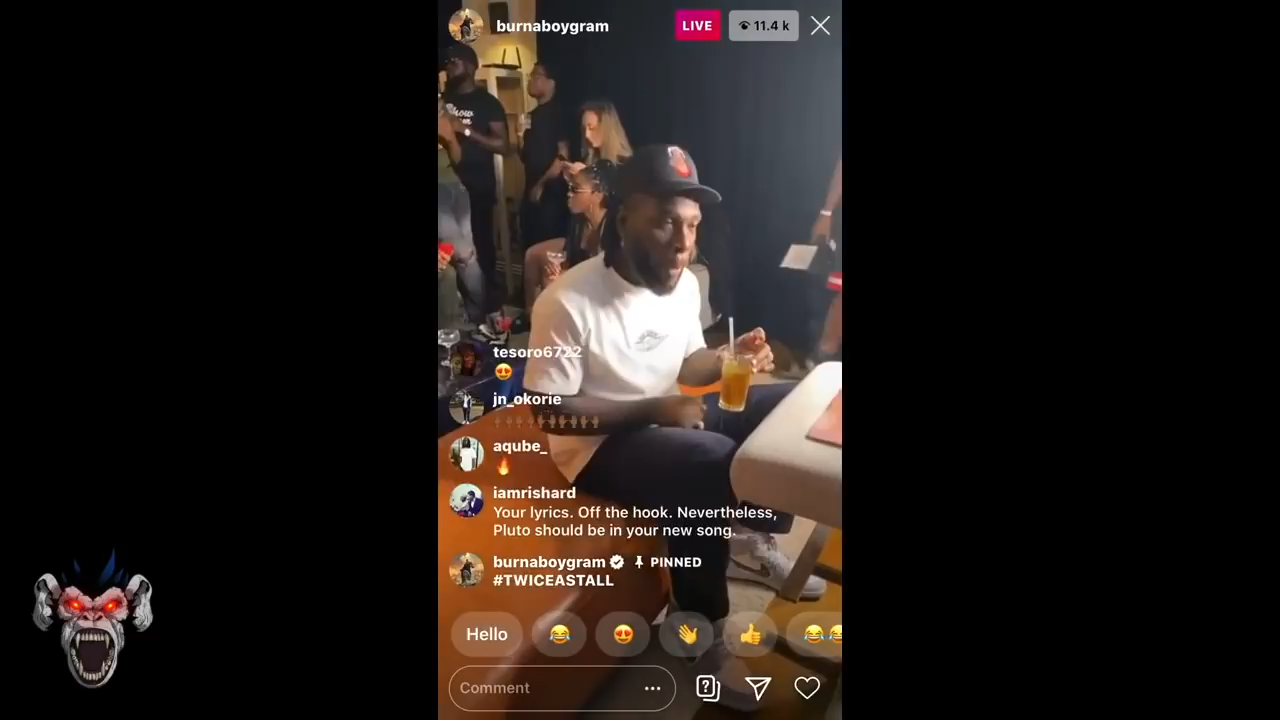 burnaboygram
LIVE
11.4 k
tesoro6722
jn_okorie
aqube_
iamrishard
Your lyrics. Off the hook. Nevertheless,
Pluto should be in your new song.
burnaboygram PINNED
#TWICEASTALL
Hello
Comment